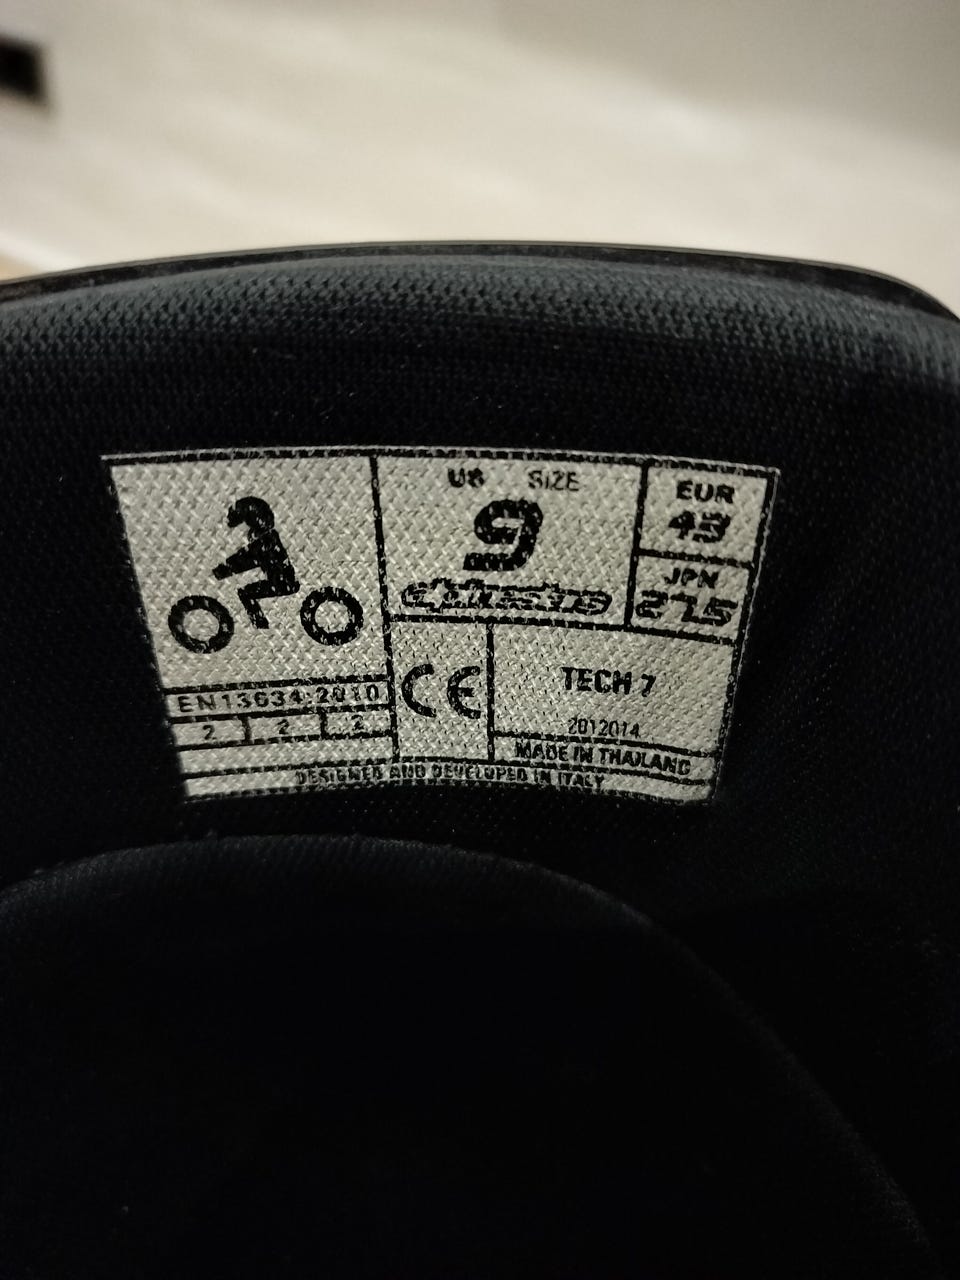 US SIZE
9
alpinestars
EUR
43
JPN
27.5
EN13634:2010
2 2 2
CE
TECH 7
2012014
MADE IN THAILAND
DESIGNED AND DEVELOPED IN ITALY